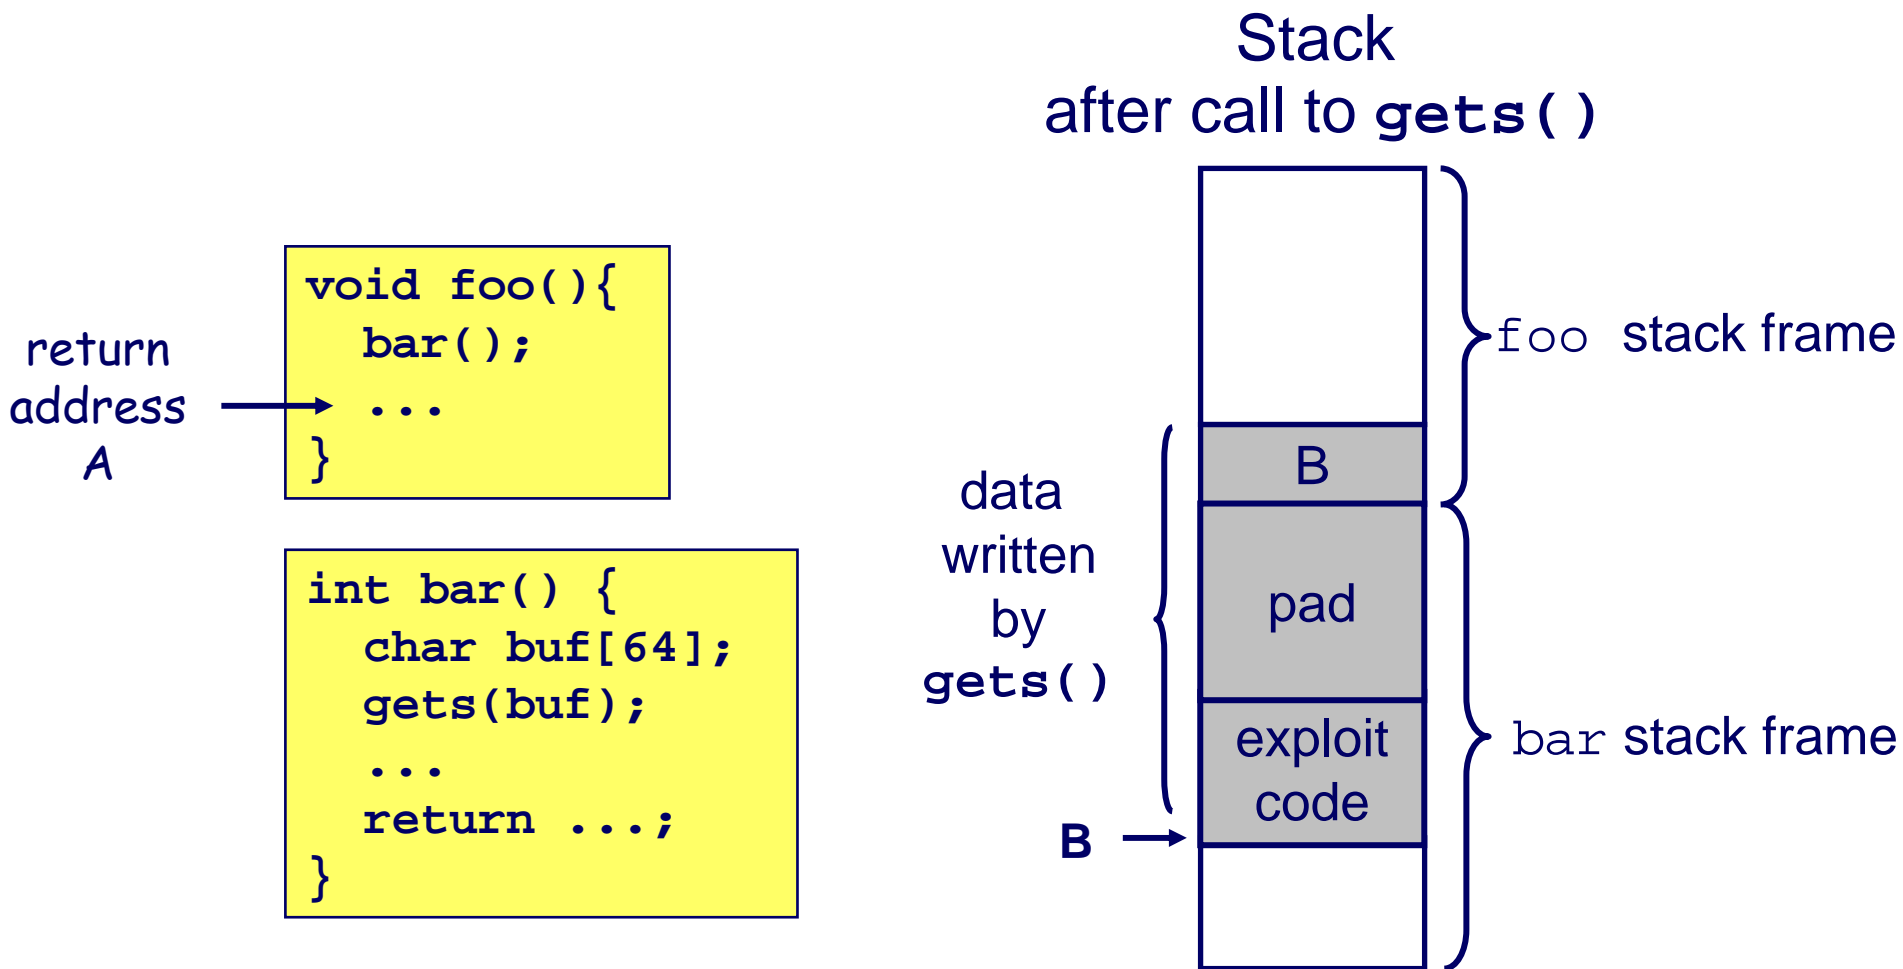 Stack
after call to gets()
return
address
A
void foo(){
  bar();
  ...
}
int bar() {
  char buf[64];
  gets(buf);
  ...
  return ...;
}
data
written
by
gets()
B
pad
exploit
code
B
foo stack frame
bar stack frame